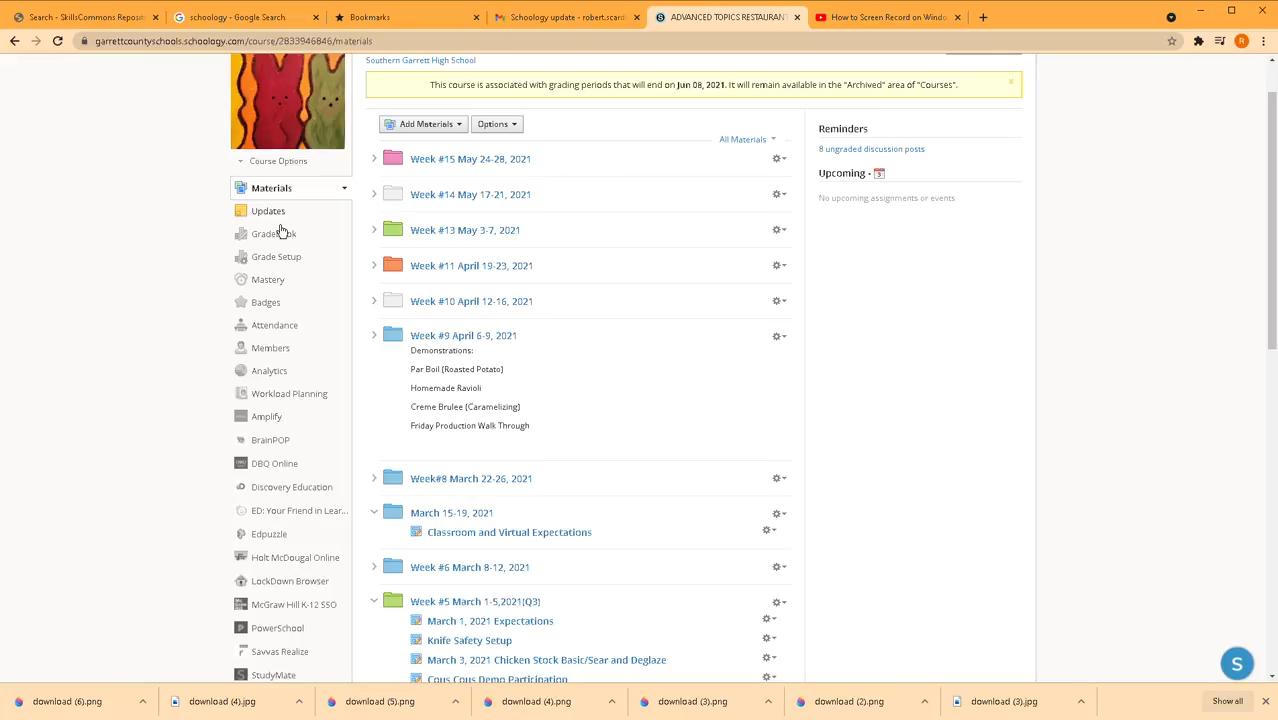 Search - SkillsCommons Reposit
schoology - Google Search
Bookmarks
Schoology update - robert.scard
ADVANCED TOPICS RESTAURANT
How to Screen Record on Windo
garrettcountyschools.schoology.com/course/2833946846/materials
R
Southern Garrett High School
This course is associated with grading periods that will end on Jun 08, 2021. It will remain available in the "Archived" area of "Courses".
Add Materials
Options
All Materials
Reminders
8 ungraded discussion posts
Upcoming
No upcoming assignments or events
Course Options
Materials
Updates
Gradebook
Grade Setup
Mastery
Badges
Attendance
Members
Analytics
Workload Planning
Amplify
BrainPOP
DBQ Online
Discovery Education
ED: Your Friend in Lear...
Edpuzzle
Holt McDougal Online
LockDown Browser
McGraw Hill K-12 SSO
PowerSchool
Savvas Realize
StudyMate
Week #15 May 24-28, 2021
Week #14 May 17-21, 2021
Week #13 May 3-7, 2021
Week #11 April 19-23, 2021
Week #10 April 12-16, 2021
Week #9 April 6-9, 2021
Demonstrations:
Par Boil [Roasted Potato]
Homemade Ravioli
Creme Brulee [Caramelizing]
Friday Production Walk Through
Week#8 March 22-26, 2021
March 15-19, 2021
Classroom and Virtual Expectations
Week #6 March 8-12, 2021
Week #5 March 1-5,2021(Q3)
March 1, 2021 Expectations
Knife Safety Setup
March 3, 2021 Chicken Stock Basic/Sear and Deglaze
Cous Cous Demo Participation
S
download (6).png
download (4).jpg
download (5).png
download (4).png
download (3).png
download (2).png
download (3).jpg
Show all